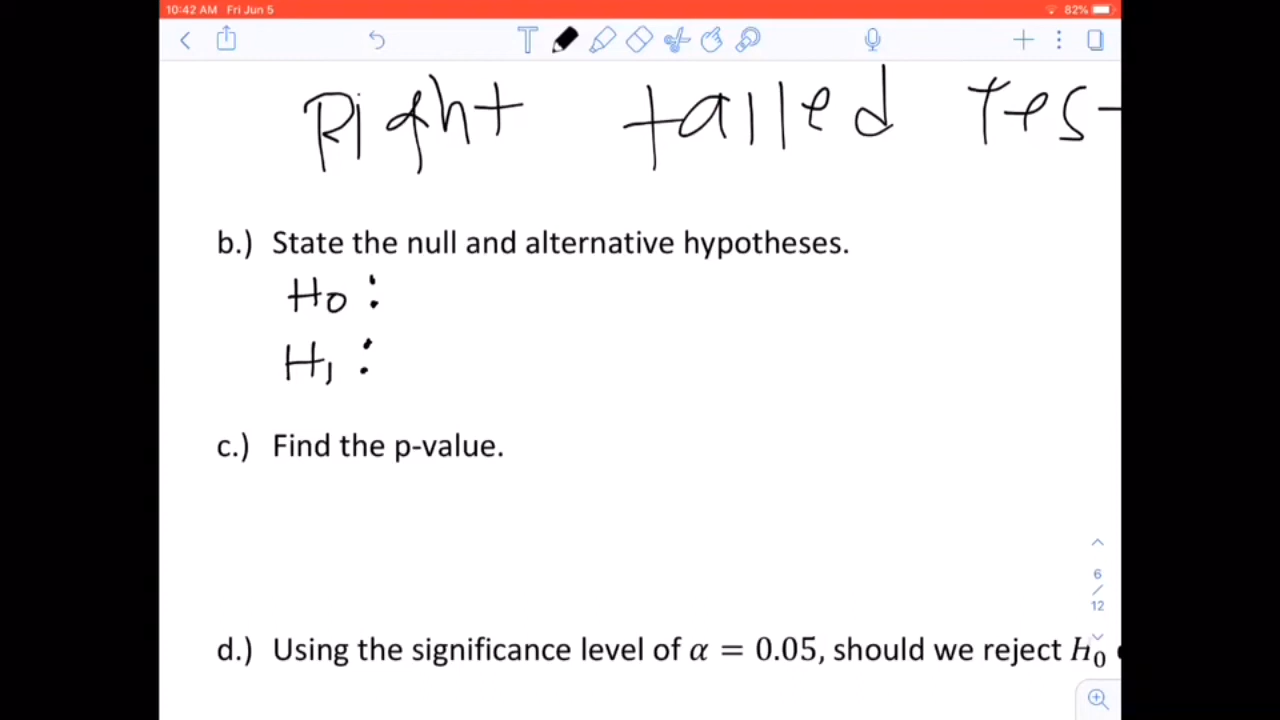 10:42 AM Fri Jun 5 82%
T
Right tailed Test
b.) State the null and alternative hypotheses.
H0 :
H1 :
c.) Find the p-value.
6
/
12
d.) Using the significance level of α = 0.05, should we reject H0